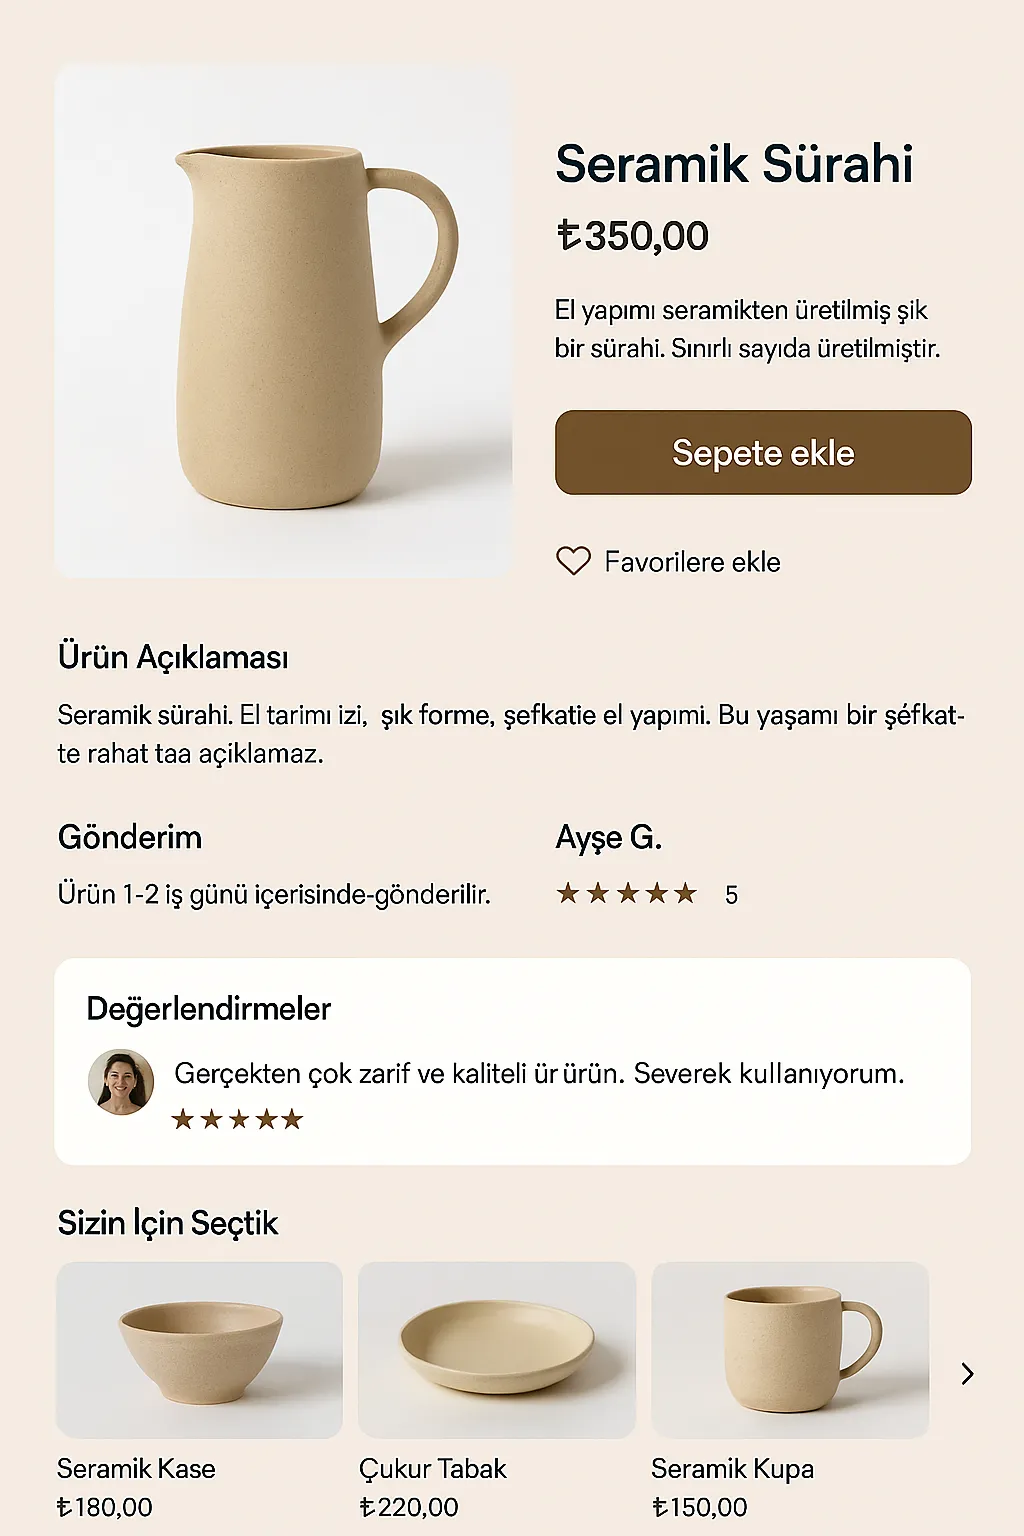 Seramik Sürahi
₺350,00
El yapımı seramikten üretilmiş şik
bir sürahi. Sınırlı sayıda üretilmiştir.
Sepete ekle
Favorilere ekle
Ürün Açıklaması
Seramik sürahi. El tarimı izi, şık forme, şefkatie el yapımi. Bu yaşamı bir şéfkat-
te rahat taa açiklamaz.
Gönderim
Ürün 1-2 iş günü içerisinde-gönderilir.
Ayşe G.
5
Değerlendirmeler
Gerçekten çok zarif ve kaliteli ür ürün. Severek kullanıyorum.
Sizin İçin Seçtik
Seramik Kase
₺180,00
Çukur Tabak
₺220,00
Seramik Kupa
₺150,00